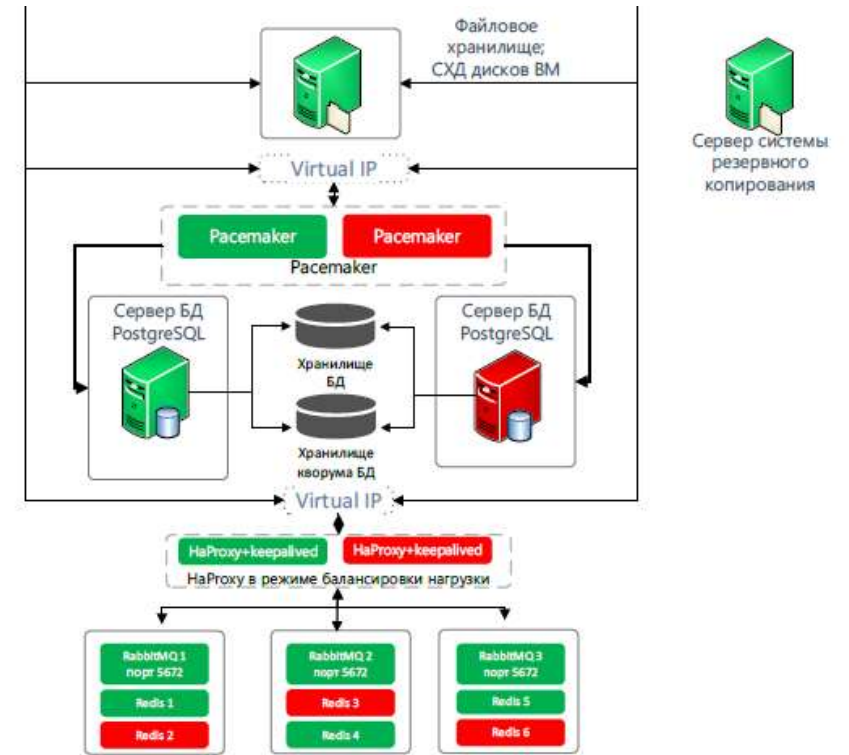 Файловое
хранилище;
СХД дисков ВМ
Сервер системы
резервного
копирования
Virtual IP
Pacemaker
Pacemaker
Pacemaker
Сервер БД
PostgreSQL
Сервер БД
PostgreSQL
Хранилище
БД
Хранилище
кворума БД
Virtual IP
HaProxy+keepalived
HaProxy+keepalived
HaProxy в режиме балансировки нагрузки
RabbitMQ 1
порт 5672
Redis 1
Redis 2
RabbitMQ 2
порт 5672
Redis 3
Redis 4
RabbitMQ 3
порт 5672
Redis 5
Redis 6